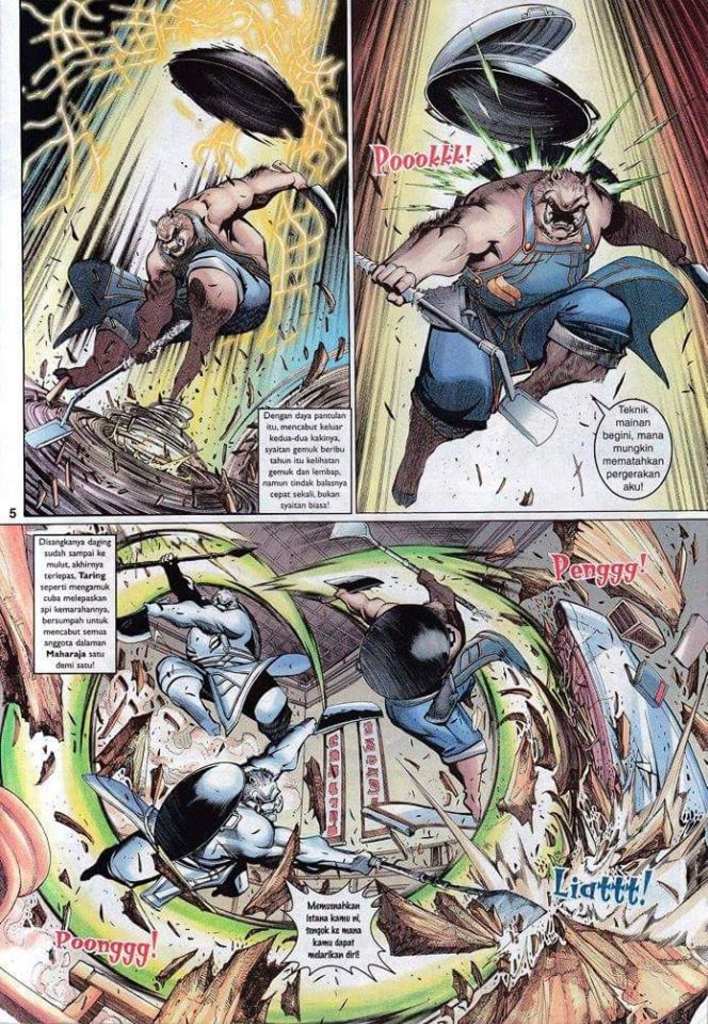 Dengan daya pantulan
itu, mencabut keluar
kedua-dua kakinya,
syaitan gemuk beribu
tahun itu kelihatan
gemuk dan lembap,
namun tindak balasnya
cepat sekali, bukan
syaitan biasa!
Poookkk!
Teknik
mainan
begini, mana
mungkin
mematahkan
pergerakan
aku!
5
Disangkanya daging
sudah sampai ke
mulut, akhirnya
terlepas, Taring
seperti mengamuk
cuba melepaskan
api kemarahannya,
bersumpah untuk
mencabut semua
anggota dalaman
Maharaja satu
demi satu!
Penggg!
Liattt!
Memusnahkan
Istana kamu ni,
tengok ke mana
kamu dapat
melarikan diri!
Poonggg!